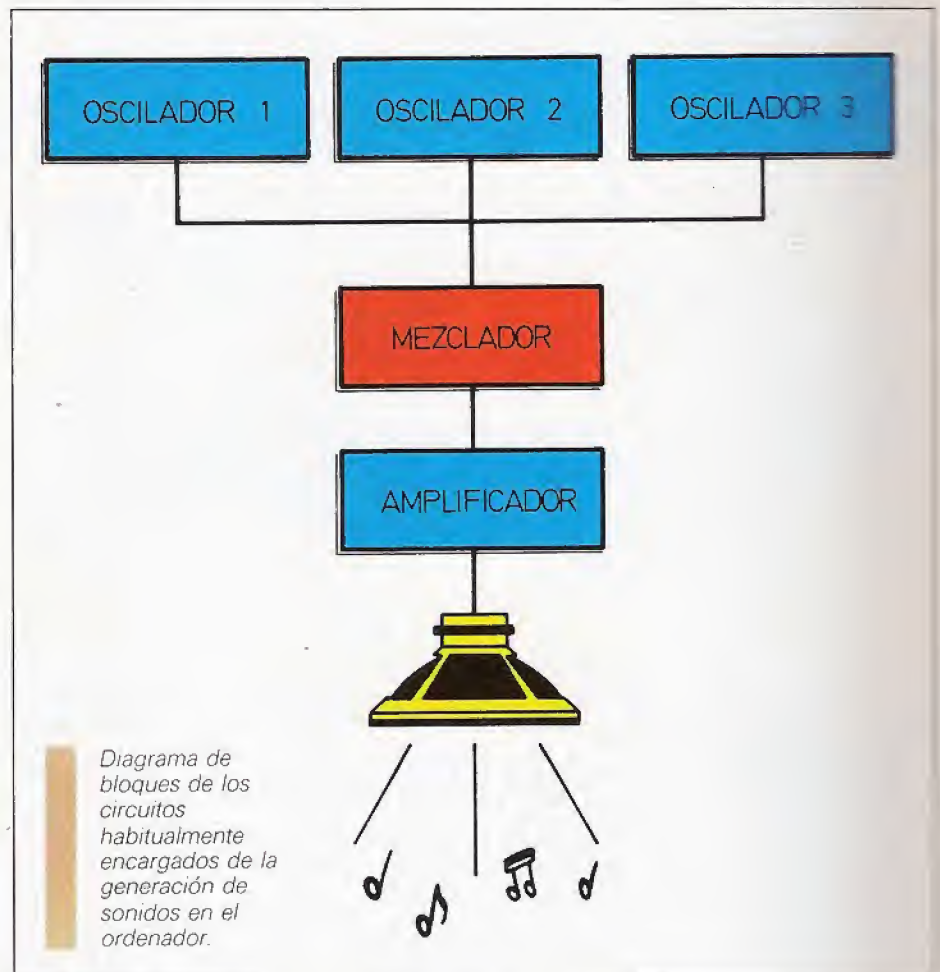 OSCILADOR 1
OSCILADOR 2
OSCILADOR 3
MEZCLADOR
AMPLIFICADOR
Diagrama de
bloques de los
circuitos
habitualmente
encargados de la
generación de
sonidos en el
ordenador.